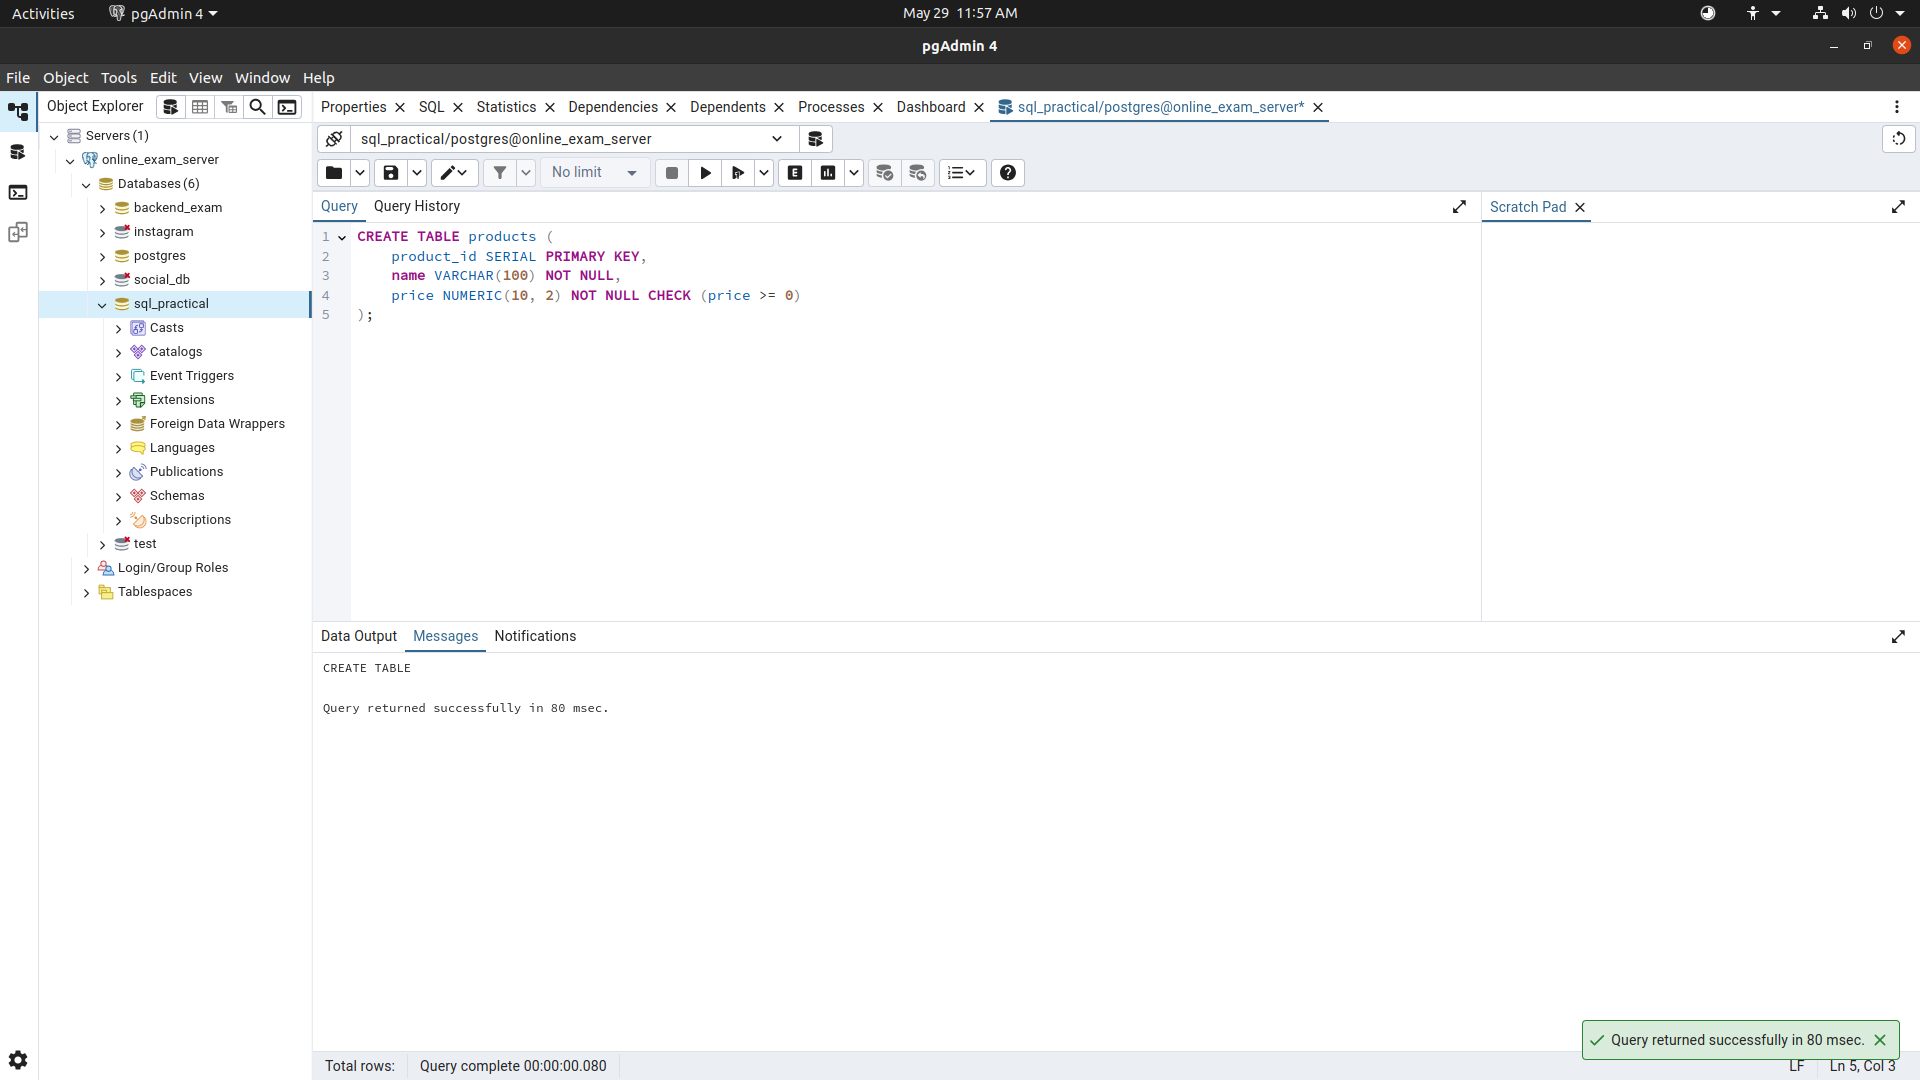 Activities pgAdmin 4 May 29 11:57 AM
pgAdmin 4
File Object Tools Edit View Window Help
Object Explorer
Properties SQL Statistics Dependencies Dependents Processes Dashboard sql_practical/postgres@online_exam_server*
Servers (1)
online_exam_server
Databases (6)
backend_exam
instagram
postgres
social_db
sql_practical
Casts
Catalogs
Event Triggers
Extensions
Foreign Data Wrappers
Languages
Publications
Schemas
Subscriptions
test
Login/Group Roles
Tablespaces
sql_practical/postgres@online_exam_server
No limit
E
Query Query History
Scratch Pad
1 CREATE TABLE products (
2 product_id SERIAL PRIMARY KEY,
3 name VARCHAR(100) NOT NULL,
4 price NUMERIC(10, 2) NOT NULL CHECK (price >= 0)
5 );
Data Output Messages Notifications
CREATE TABLE
Query returned successfully in 80 msec.
Query returned successfully in 80 msec.
Total rows: Query complete 00:00:00.080 LF Ln 5, Col 3